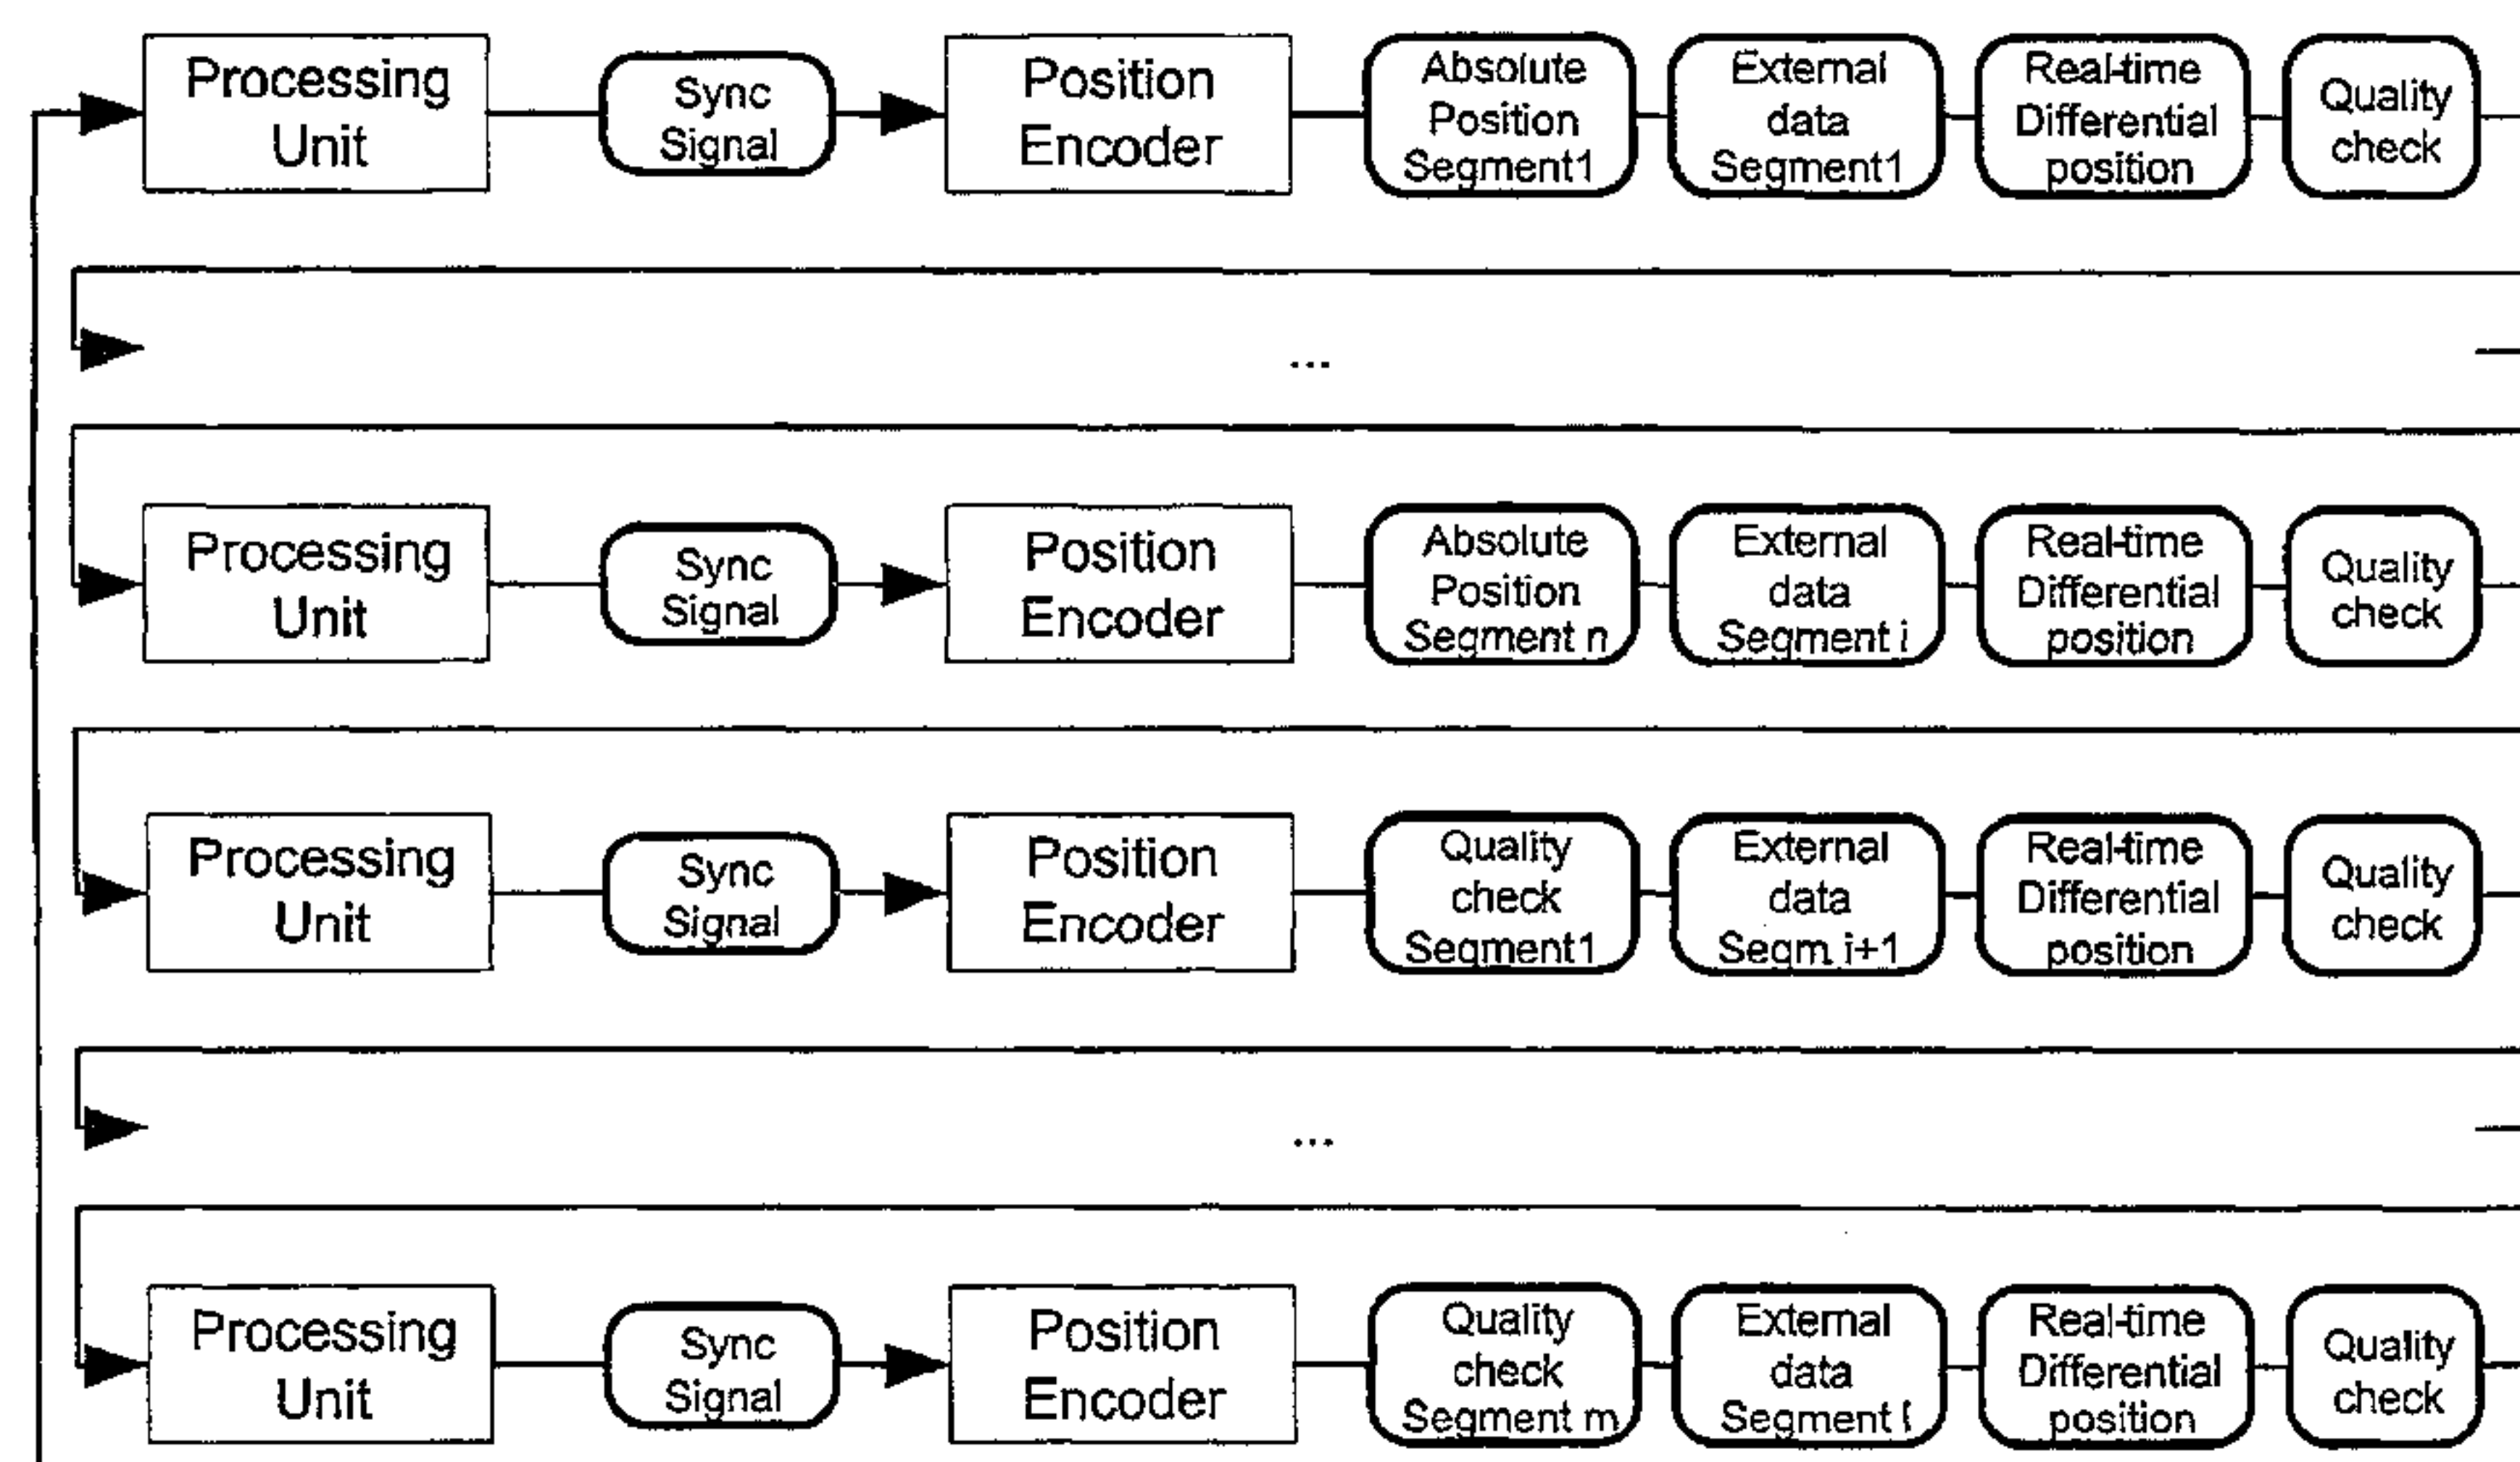 Processing
Unit
Sync
Signal
Position
Encoder
Absolute
Position
Segment1
External
data
Segment1
Real-time
Differential
position
Quality
check
...
Processing
Unit
Sync
Signal
Position
Encoder
Absolute
Position
Segment n
External
data
Segment i
Real-time
Differential
position
Quality
check
Processing
Unit
Sync
Signal
Position
Encoder
Quality
check
Segment1
External
data
Segm. i+1
Real-time
Differential
position
Quality
check
...
Processing
Unit
Sync
Signal
Position
Encoder
Quality
check
Segment m
External
data
Segment
Real-time
Differential
position
Quality
check